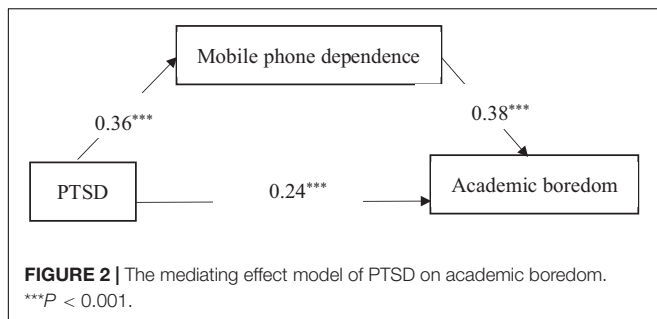 Mobile phone dependence
0.36***
0.38***
PTSD
0.24***
Academic boredom
FIGURE 2 | The mediating effect model of PTSD on academic boredom.
***P < 0.001.